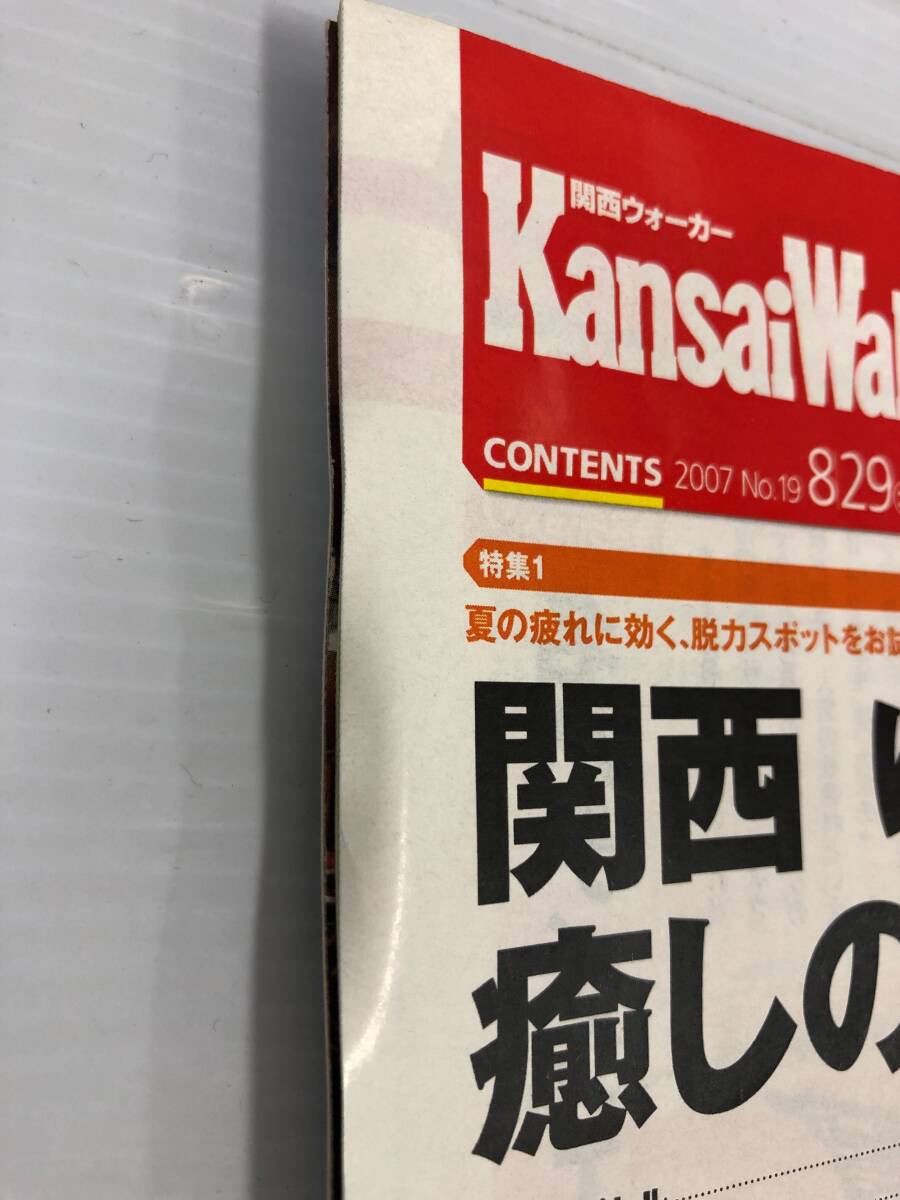 関西ウォーカー
KansaiWal
CONTENTS 2007 No.19 829
特集1
夏の疲れに効く、脱力スポットをお試
関西 ゆ
癒しの